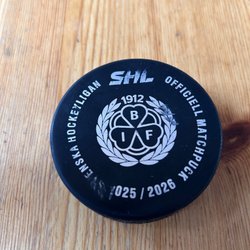 SHL
ENSKA HOCKEYLIGAN
OFFICIELL MATCHPUCK
1912
B
I F
2025 / 2026